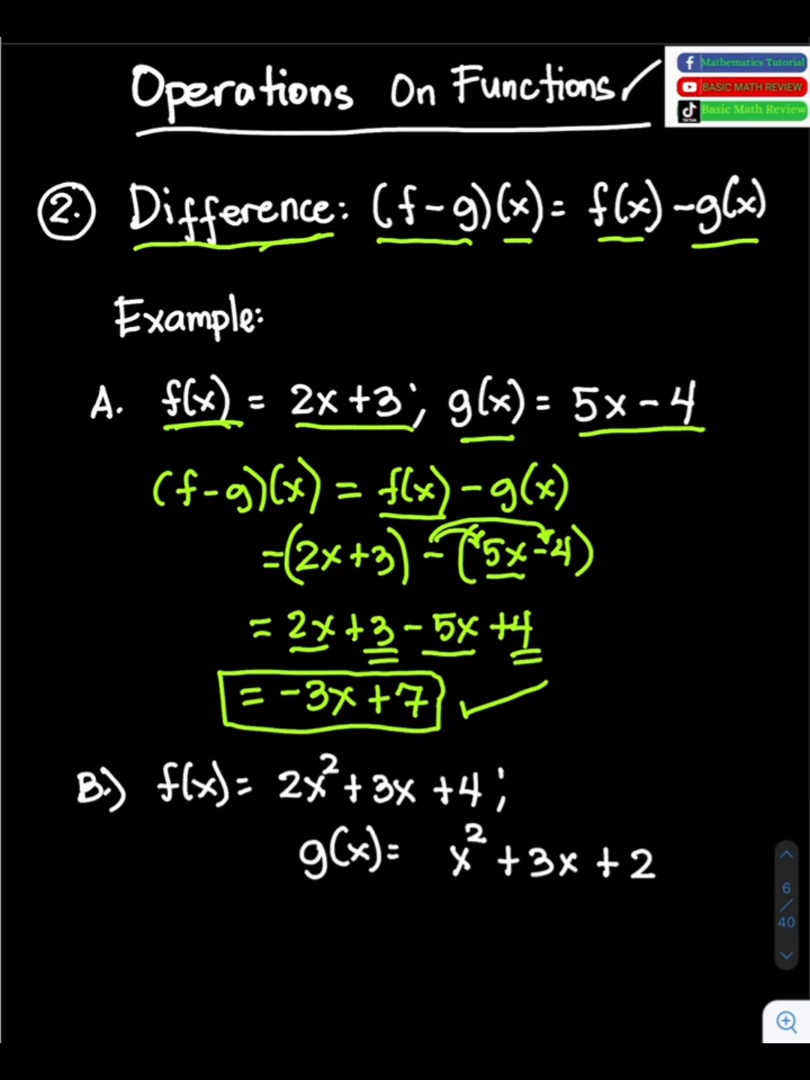 Operations On Functions
Mathematics Tutorial
BASIC MATH REVIEW
Basic Math Review
2. Difference: (f-g)(x) = f(x) - g(x)
Example:
A. f(x) = 2x+3; g(x) = 5x-4
(f-g)(x) = f(x) - g(x)
=(2x+3) - (5x-4)
= 2x+3-5x+4
= -3x+7
B.) f(x) = 2x²+3x+4;
g(x) = x²+3x+2
6
/
40